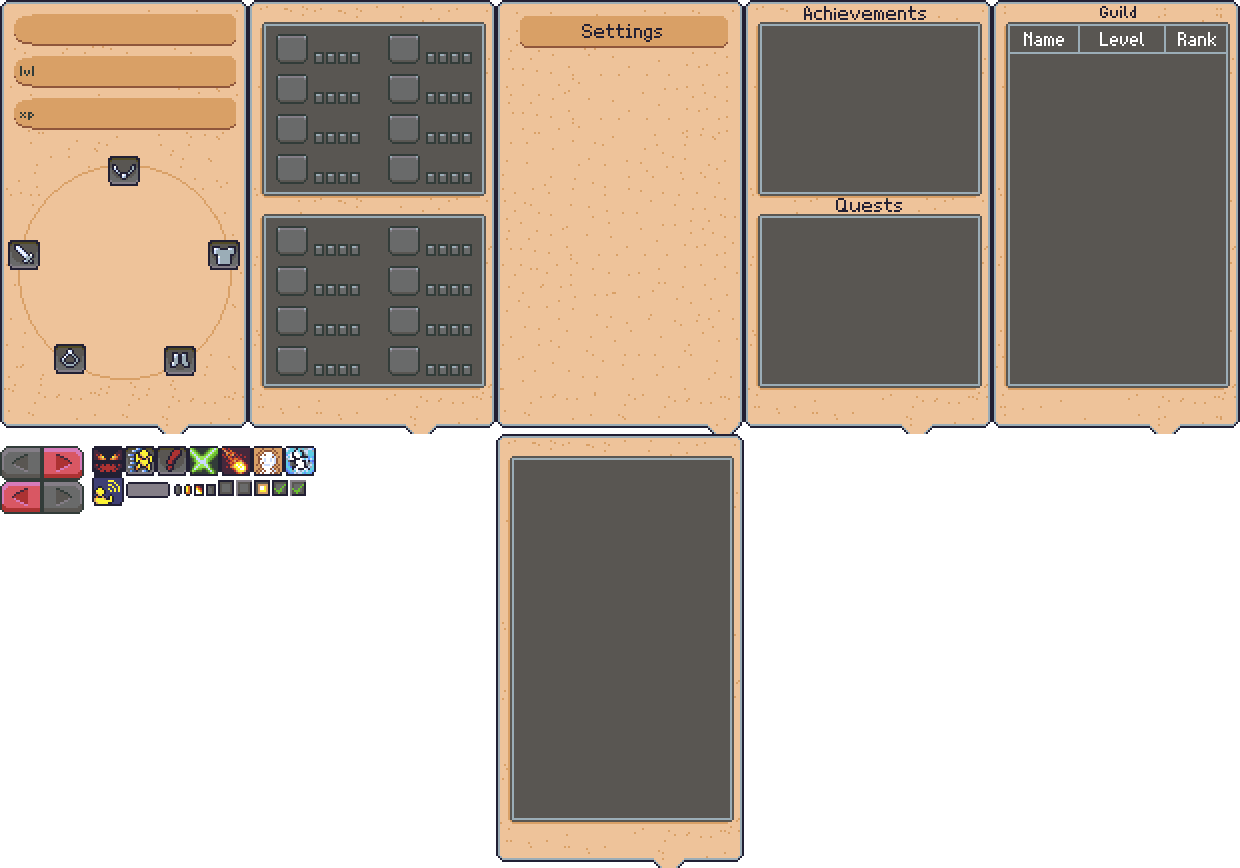 lvl
xp
Settings
Achievements
Quests
Guild
Name Level Rank